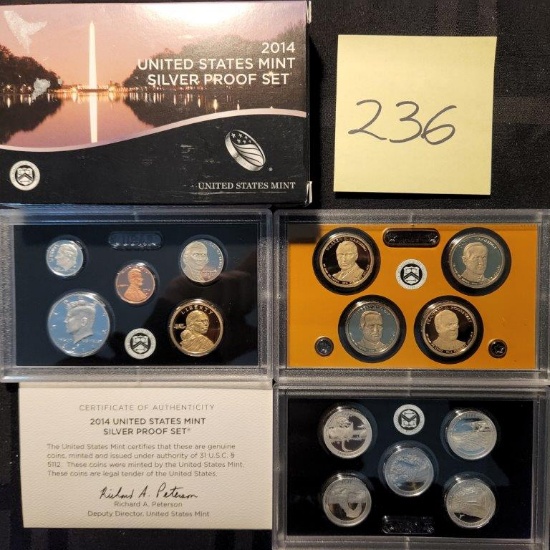 2014
UNITED STATES MINT
SILVER PROOF SET
UNITED STATES MINT
236
LIBERTY
CERTIFICATE OF AUTHENTICITY
2014 UNITED STATES MINT
SILVER PROOF SET®
The United States Mint certifies that these are genuine
coins, minted and issued under authority of 31 U.S.C. §
5112. These coins were minted by the United States Mint.
These coins are legal tender of the United States.
Richard A. Peterson
Richard A. Peterson
Deputy Director, United States Mint